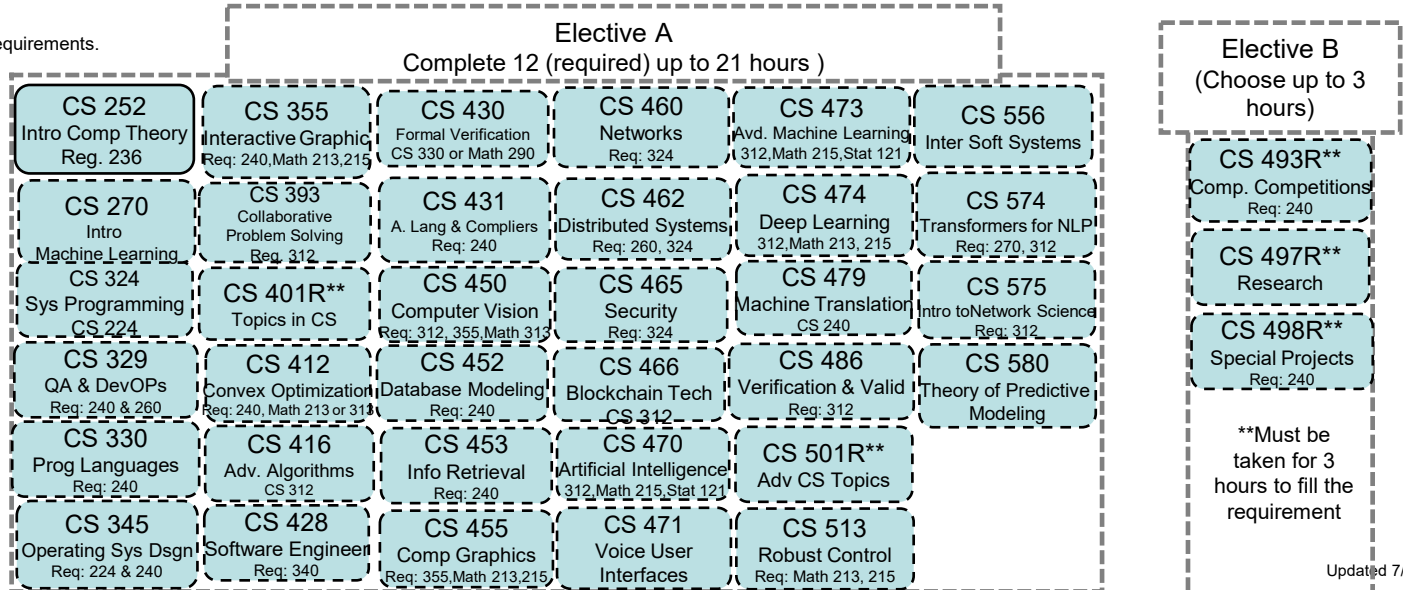 equirements.
Elective A
Complete 12 (required) up to 21 hours )
CS 252
Intro Comp Theory
Reg. 236
CS 270
Intro
Machine Learning
CS 324
Sys Programming
CS 224
CS 329
QA & DevOPs
Req: 240 & 260
CS 330
Prog Languages
Req: 240
CS 345
Operating Sys Dsgn
Req: 224 & 240
CS 355
Interactive Graphic
Req: 240,Math 213,215
CS 393
Collaborative
Problem Solving
Req. 312
CS 401R**
Topics in CS
CS 412
Convex Optimization
Req: 240, Math 213 or 313
CS 416
Adv. Algorithms
CS 312
CS 428
Software Engineer
Req: 340
CS 430
Formal Verification
CS 330 or Math 290
CS 431
A. Lang & Compliers
Req: 240
CS 450
Computer Vision
Req: 312, 355,Math 313
CS 452
Database Modeling
Req: 240
CS 453
Info Retrieval
Req: 240
CS 455
Comp Graphics
Req: 355,Math 213,215
CS 460
Networks
Req: 324
CS 462
Distributed Systems
Req: 260, 324
CS 465
Security
Req: 324
CS 466
Blockchain Tech
CS 312
CS 470
Artificial Intelligence
312,Math 215,Stat 121
CS 471
Voice User
Interfaces
CS 473
Avd. Machine Learning
312,Math 215,Stat 121
CS 474
Deep Learning
312,Math 213, 215
CS 479
Machine Translation
CS 240
CS 486
Verification & Valid
Req: 312
CS 501R**
Adv CS Topics
CS 513
Robust Control
Req: Math 213, 215
CS 556
Inter Soft Systems
CS 574
Transformers for NLP
Req: 270, 312
CS 575
Intro toNetwork Science
Req: 312
CS 580
Theory of Predictive
Modeling
Elective B
(Choose up to 3
hours)
CS 493R**
Comp. Competitions
Req: 240
CS 497R**
Research
CS 498R**
Special Projects
Req: 240
**Must be
taken for 3
hours to fill the
requirement
Updated 7/